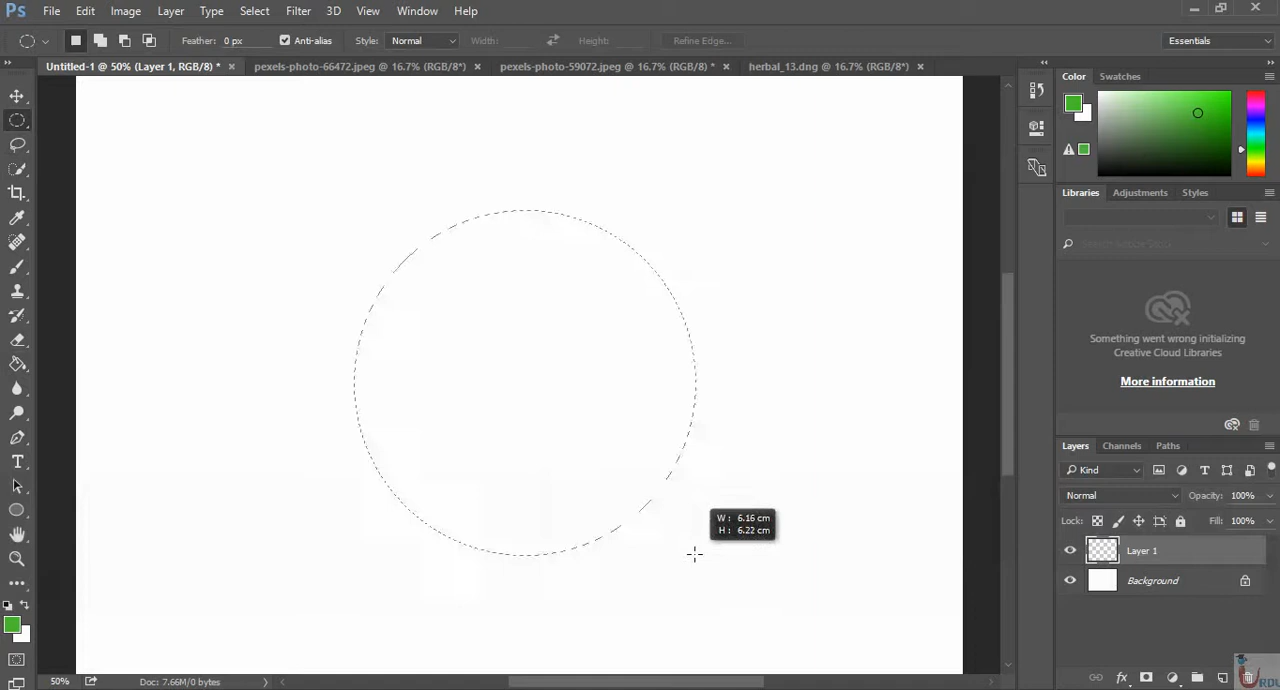 Ps File Edit Image Layer Type Select Filter 3D View Window Help
Feather: 0 px Anti-alias Style: Normal Width: Height: Refine Edge... Essentials
Untitled-1 @ 50% (Layer 1, RGB/8) * × pexels-photo-66472.jpeg @ 16.7% (RGB/8*) × pexels-photo-59072.jpeg @ 16.7% (RGB/8) * × herbal_13.dng @ 16.7% (RGB/8*) ×
Color Swatches
Libraries Adjustments Styles
Search Adobe Stock
Something went wrong initializing
Creative Cloud Libraries
More information
Layers Channels Paths
Kind
Normal Opacity: 100%
Lock: Fill: 100%
W: 6.16 cm
H: 6.22 cm
Layer 1
Background
50% Doc: 7.66M/0 bytes
URDU